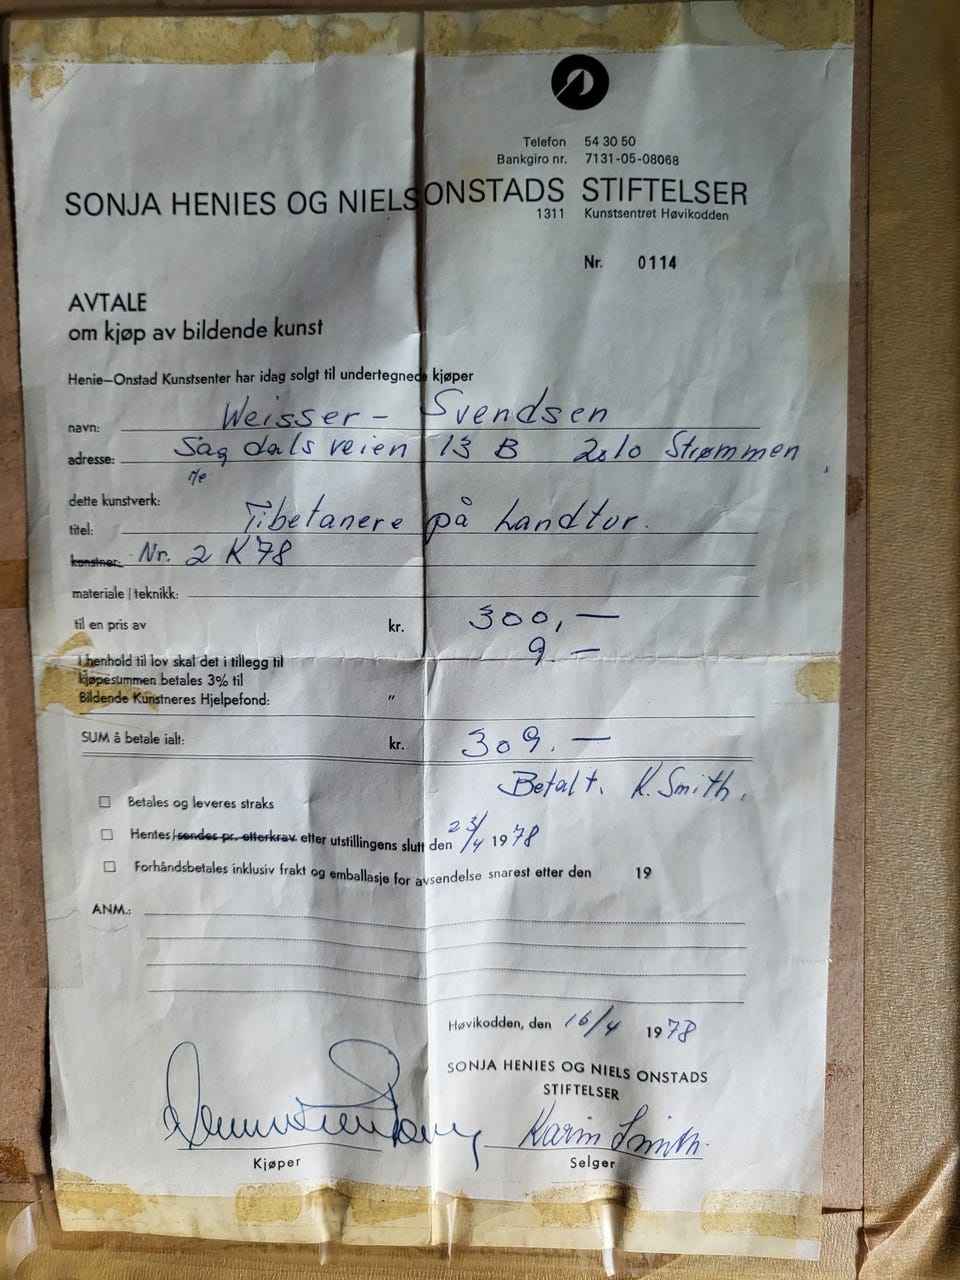 Telefon 54 30 50
Bankgiro nr. 7131-05-08068
SONJA HENIES OG NIELS ONSTADS STIFTELSER
1311 Kunstsentret Høvikodden
Nr. 0114
AVTALE
om kjøp av bildende kunst
Henie–Onstad Kunstsenter har idag solgt til undertegnede kjøper
navn: Weisser - Svendsen
adresse: Sagdalsveien 13 B 2010 Strømmen
dette kunstverk:
titel: Tibetanere på landtur.
kunstner: Nr. 2 K 78
materiale / teknikk:
til en pris av kr. 300,—
I henhold til lov skal det i tillegg til 9.—
kjøpesummen betales 3% til
Bildende Kunstneres Hjelpefond: "
SUM å betale ialt: kr. 309.—
Betalt. K. Smith.
Betales og leveres straks
Hentes/sendes pr. etterkrav etter utstillingens slutt den 23/4 1978
Forhåndsbetales inklusiv frakt og emballasje for avsendelse snarest etter den 19
ANM.:
Høvikodden, den 16/4 1978
SONJA HENIES OG NIELS ONSTADS
STIFTELSER
Karin Smith.
Kjøper Selger